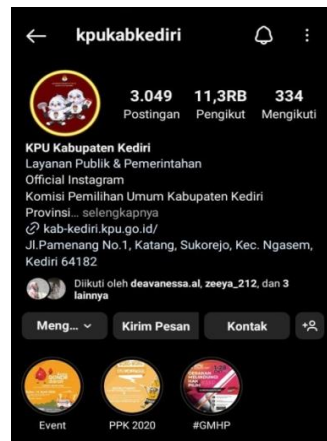 kpukabkediri
3.049 11,3RB 334
Postingan Pengikut Mengikuti
KPU Kabupaten Kediri
Layanan Publik & Pemerintahan
Official Instagram
Komisi Pemilihan Umum Kabupaten Kediri
Provinsi... selengkapnya
kab-kediri.kpu.go.id/
Jl.Pamenang No.1, Katang, Sukorejo, Kec. Ngasem,
Kediri 64182
Diikuti oleh deavanessa.al, zeeya_212, dan 3
lainnya
Meng... Kirim Pesan Kontak
Event PPK 2020 #GMHP